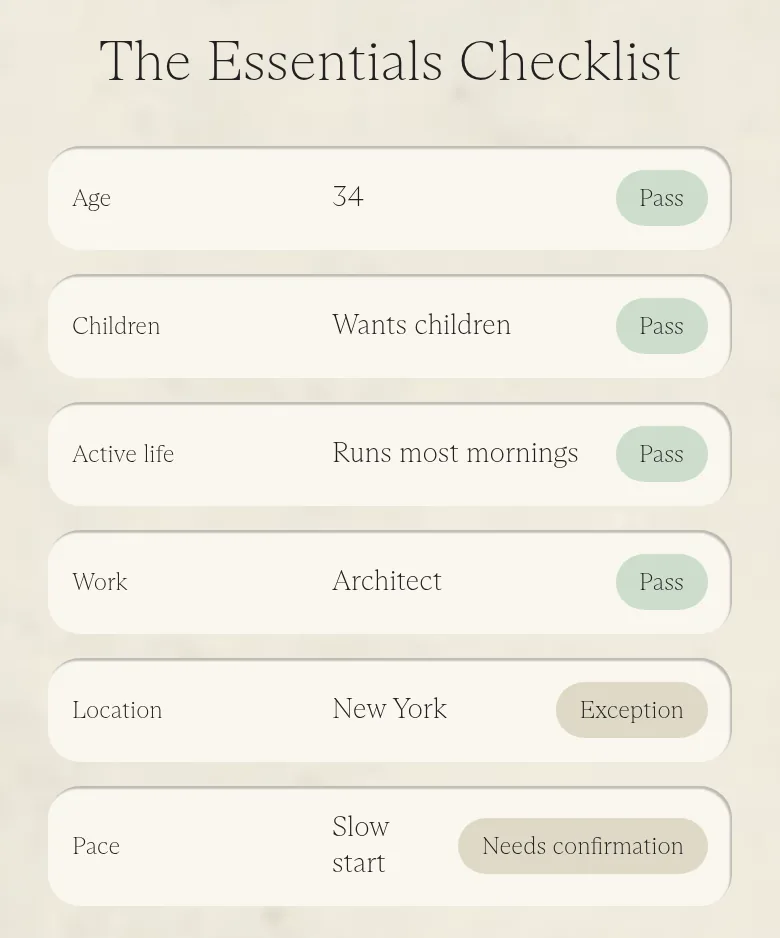 The Essentials Checklist
Age 34 Pass
Children Wants children Pass
Active life Runs most mornings Pass
Work Architect Pass
Location New York Exception
Pace Slow start Needs confirmation